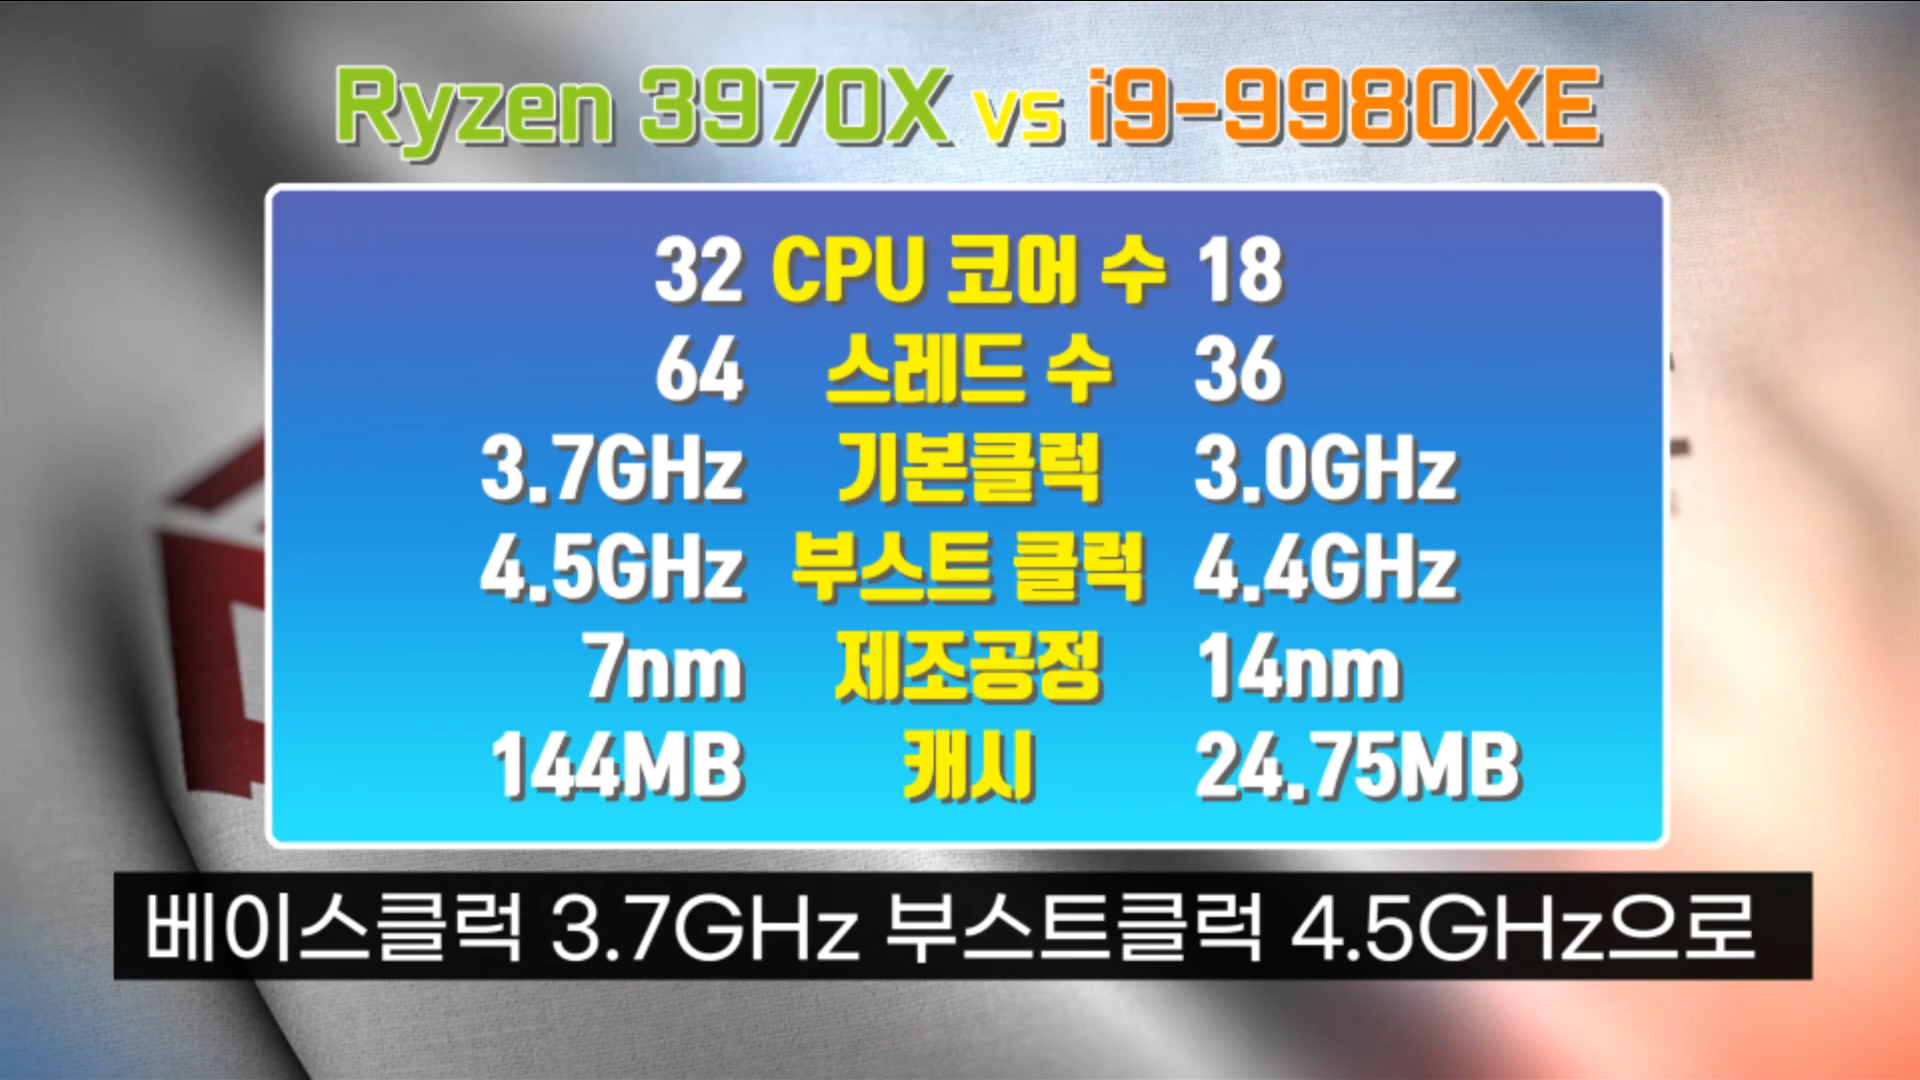 Ryzen 3970X vs i9-9980XE
32 CPU 코어 수 18
64 스레드 수 36
3.7GHz 기본클럭 3.0GHz
4.5GHz 부스트 클럭 4.4GHz
7nm 제조공정 14nm
144MB 캐시 24.75MB
베이스클럭 3.7GHz 부스트클럭 4.5GHz으로